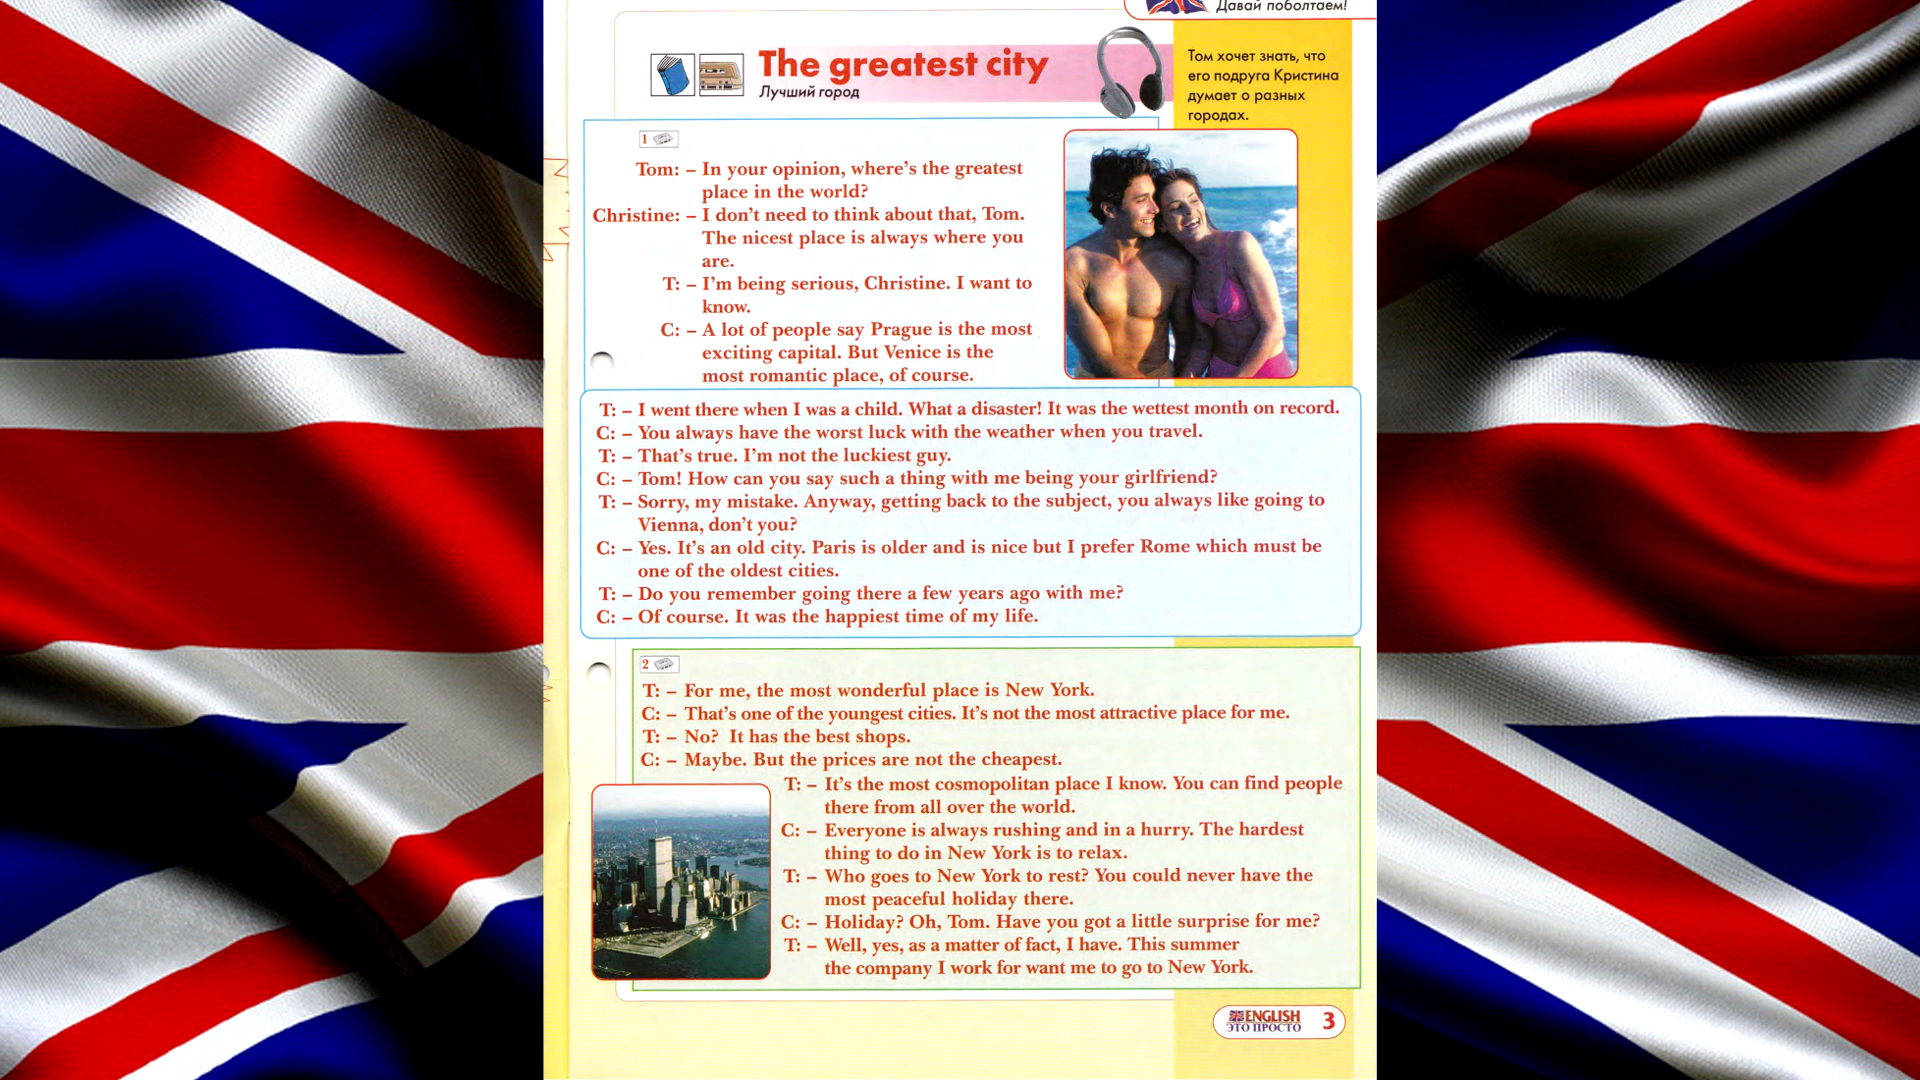 Давай поболтаем!
The greatest city
Лучший город
Том хочет знать, что
его подруга Кристина
думает о разных
городах.
1
Tom: – In your opinion, where's the greatest
place in the world?
Christine: – I don't need to think about that, Tom.
The nicest place is always where you
are.
T: – I'm being serious, Christine. I want to
know.
C: – A lot of people say Prague is the most
exciting capital. But Venice is the
most romantic place, of course.
T: – I went there when I was a child. What a disaster! It was the wettest month on record.
C: – You always have the worst luck with the weather when you travel.
T: – That's true. I'm not the luckiest guy.
C: – Tom! How can you say such a thing with me being your girlfriend?
T: – Sorry, my mistake. Anyway, getting back to the subject, you always like going to
Vienna, don't you?
C: – Yes. It's an old city. Paris is older and is nice but I prefer Rome which must be
one of the oldest cities.
T: – Do you remember going there a few years ago with me?
C: – Of course. It was the happiest time of my life.
2
T: – For me, the most wonderful place is New York.
C: – That's one of the youngest cities. It's not the most attractive place for me.
T: – No? It has the best shops.
C: – Maybe. But the prices are not the cheapest.
T: – It's the most cosmopolitan place I know. You can find people
there from all over the world.
C: – Everyone is always rushing and in a hurry. The hardest
thing to do in New York is to relax.
T: – Who goes to New York to rest? You could never have the
most peaceful holiday there.
C: – Holiday? Oh, Tom. Have you got a little surprise for me?
T: – Well, yes, as a matter of fact, I have. This summer
the company I work for want me to go to New York.
ENGLISH
ЭТО ПРОСТО
3